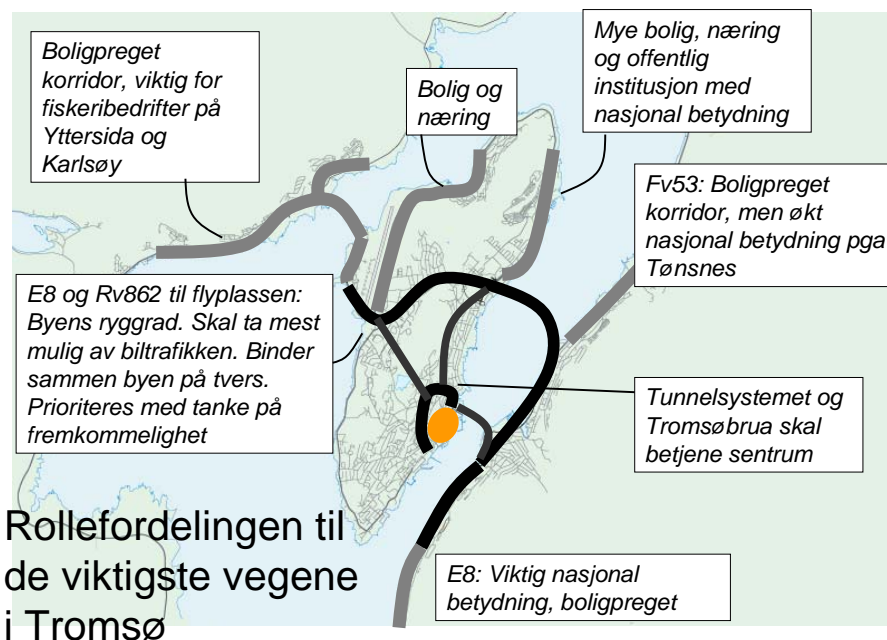 Boligpreget
korridor, viktig for
fiskeribedrifter på
Yttersida og
Karlsøy
Bolig og
næring
Mye bolig, næring
og offentlig
institusjon med
nasjonal betydning
Fv53: Boligpreget
korridor, men økt
nasjonal betydning pga
Tønsnes
E8 og Rv862 til flyplassen:
Byens ryggrad. Skal ta mest
mulig av biltrafikken. Binder
sammen byen på tvers.
Prioriteres med tanke på
fremkommelighet
Tunnelsystemet og
Tromsøbrua skal
betjene sentrum
E8: Viktig nasjonal
betydning, boligpreget
Rollefordelingen til
de viktigste vegene
i Tromsø